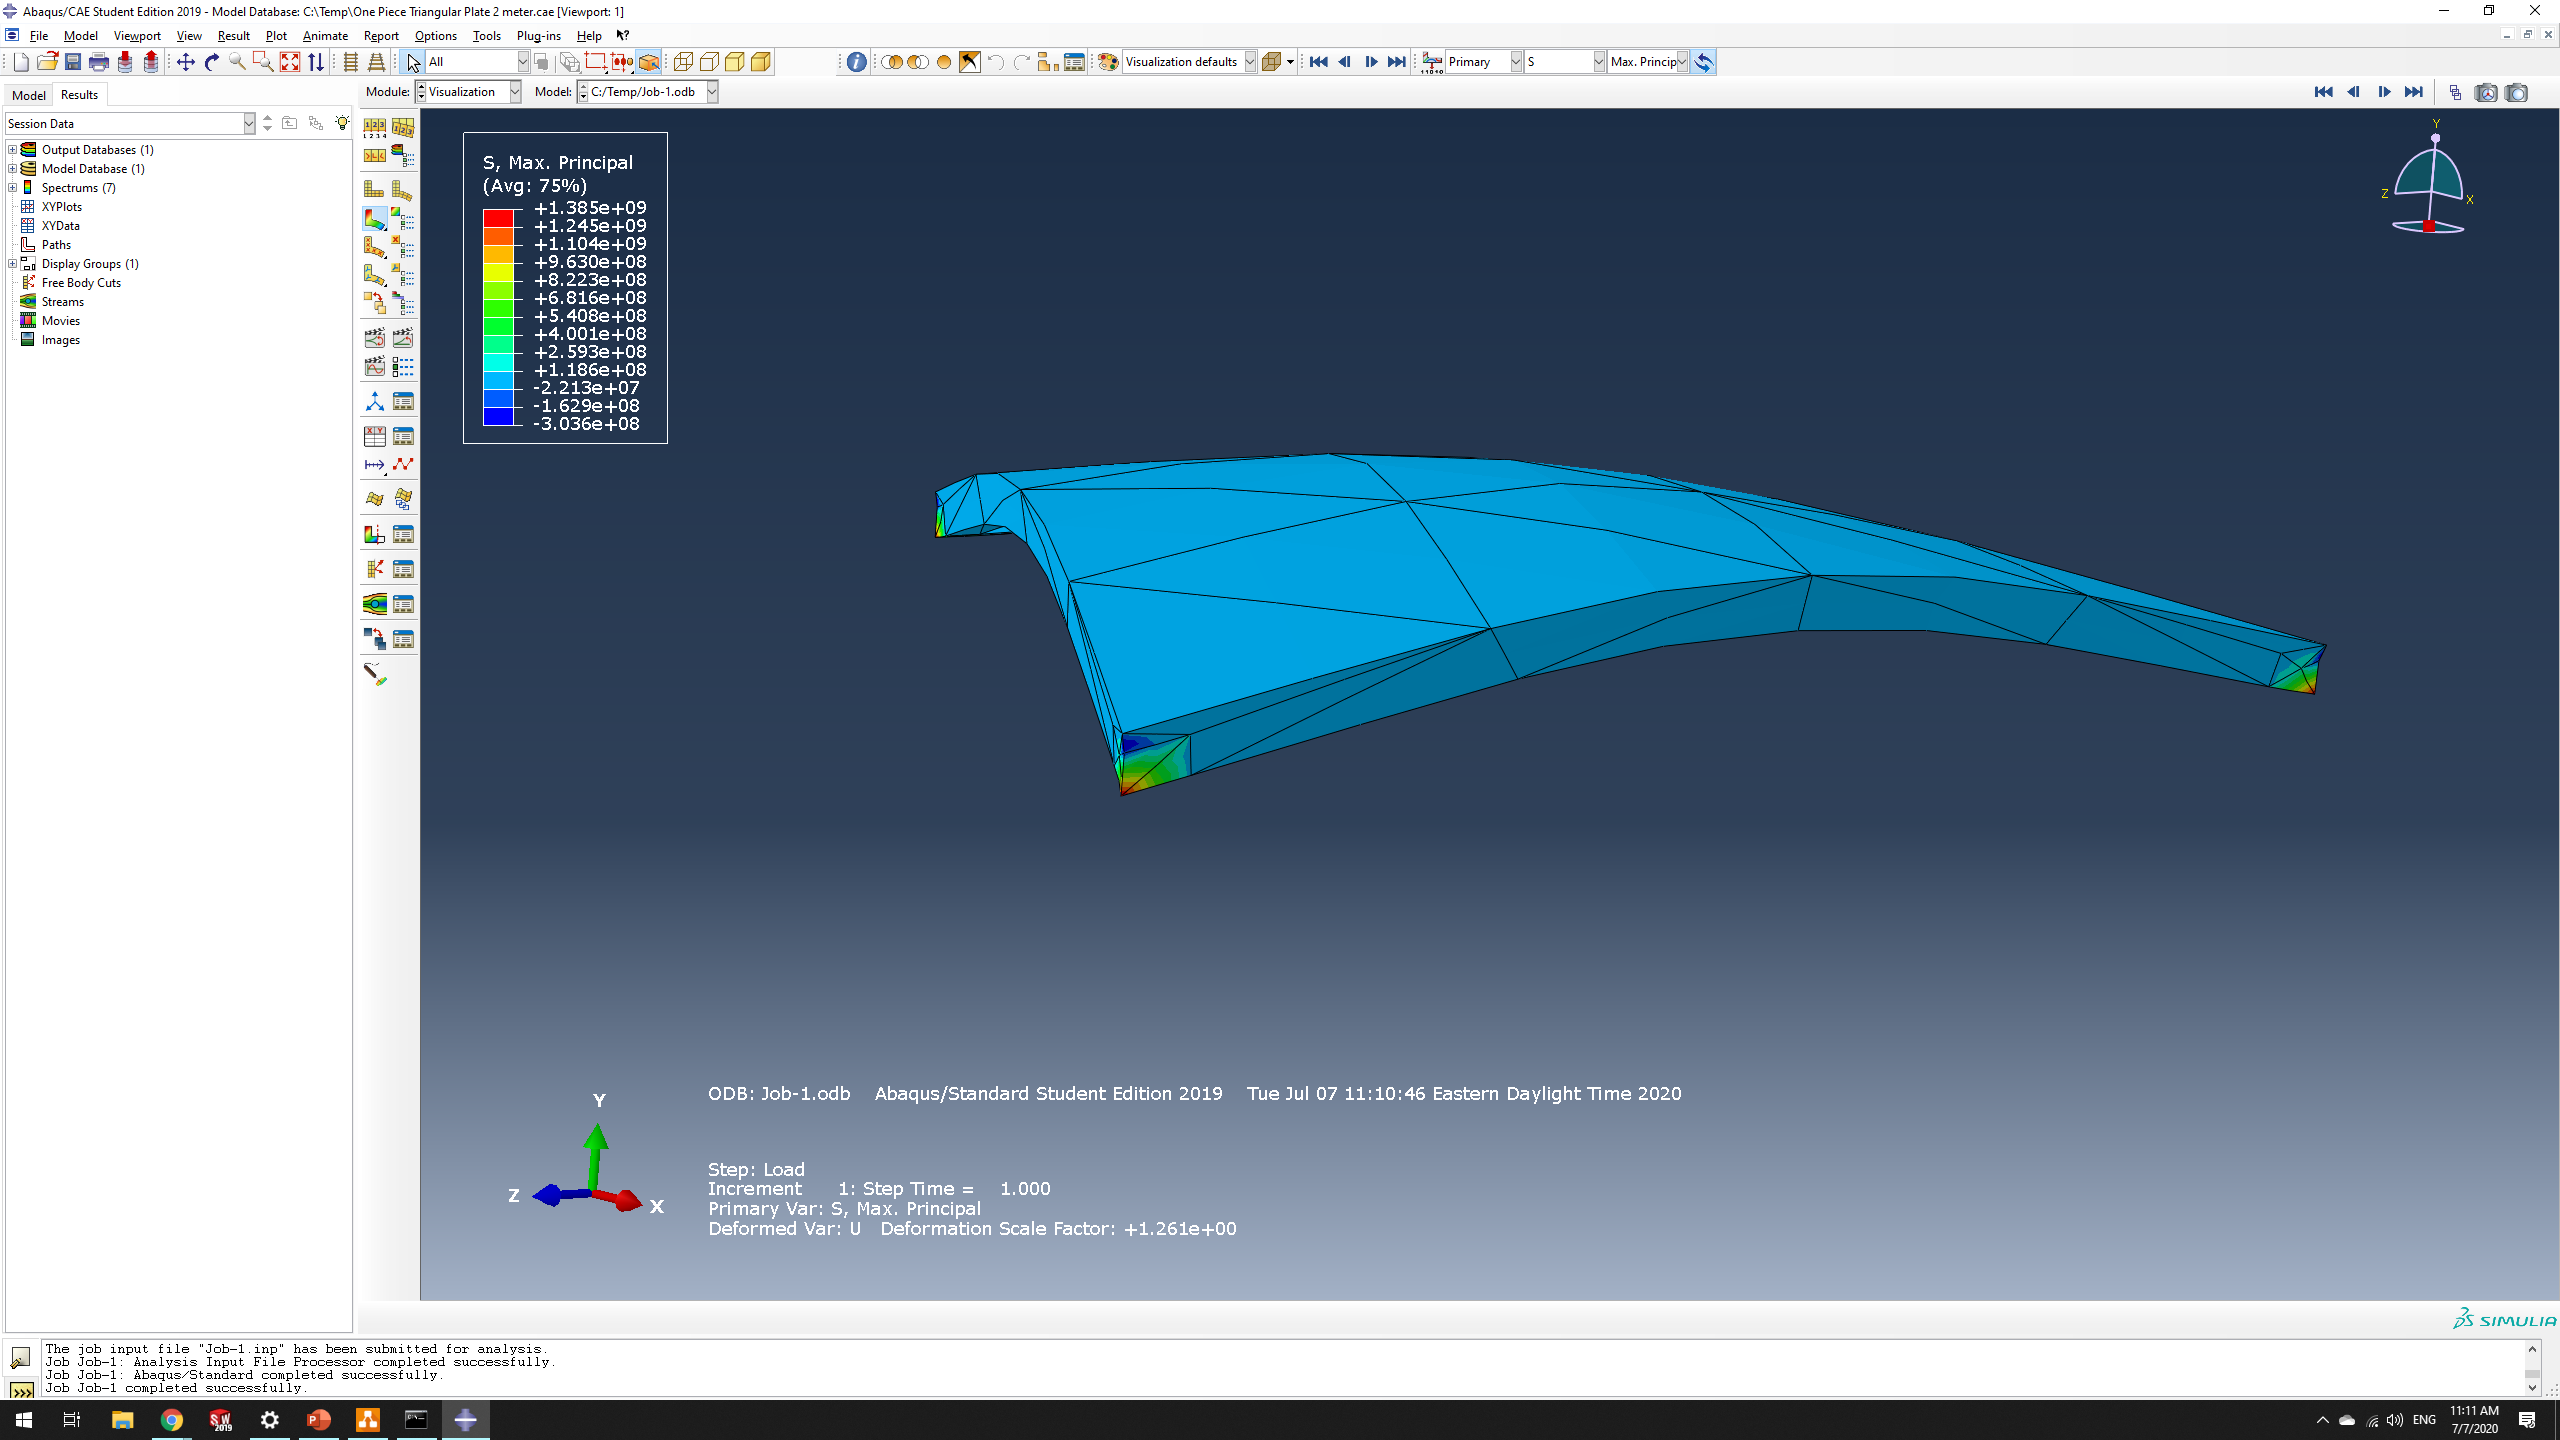 Abaqus/CAE Student Edition 2019 - Model Database: C:\Temp\One Piece Triangular Plate 2 meter.cae [Viewport: 1]
File Model Viewport View Result Plot Animate Report Options Tools Plug-ins Help
All
Visualization defaults
Primary
S
Max. Princip
Model
Results
Module: Visualization
Model: C:/Temp/Job-1.odb
Session Data
Output Databases (1)
Model Database (1)
Spectrums (7)
XYPlots
XYData
Paths
Display Groups (1)
Free Body Cuts
Streams
Movies
Images
S, Max. Principal
(Avg: 75%)
+1.385e+09
+1.245e+09
+1.104e+09
+9.630e+08
+8.223e+08
+6.816e+08
+5.408e+08
+4.001e+08
+2.593e+08
+1.186e+08
-2.213e+07
-1.629e+08
-3.036e+08
Y
Z
X
ODB: Job-1.odb Abaqus/Standard Student Edition 2019 Tue Jul 07 11:10:46 Eastern Daylight Time 2020
Y
Z
X
Step: Load
Increment 1: Step Time = 1.000
Primary Var: S, Max. Principal
Deformed Var: U Deformation Scale Factor: +1.261e+00
SIMULIA
The job input file "Job-1.inp" has been submitted for analysis.
Job Job-1: Analysis Input File Processor completed successfully.
Job Job-1: Abaqus/Standard completed successfully.
Job Job-1 completed successfully.
ENG
11:11 AM
7/7/2020